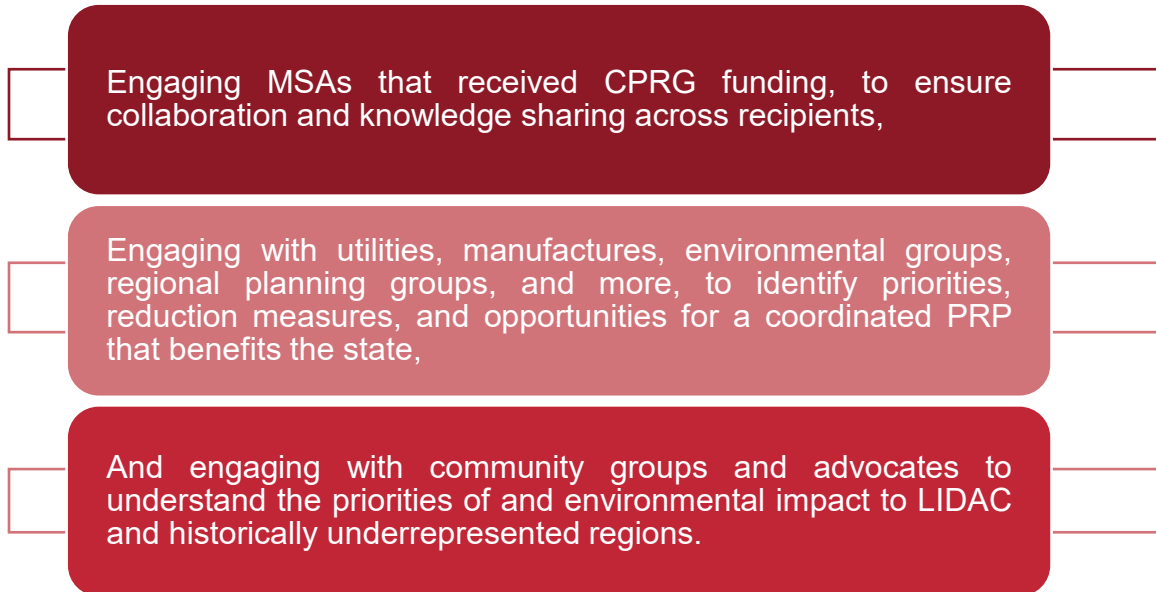 Engaging MSAs that received CPRG funding, to ensure
collaboration and knowledge sharing across recipients,
Engaging with utilities, manufactures, environmental groups,
regional planning groups, and more, to identify priorities,
reduction measures, and opportunities for a coordinated PRP
that benefits the state,
And engaging with community groups and advocates to
understand the priorities of and environmental impact to LIDAC
and historically underrepresented regions.